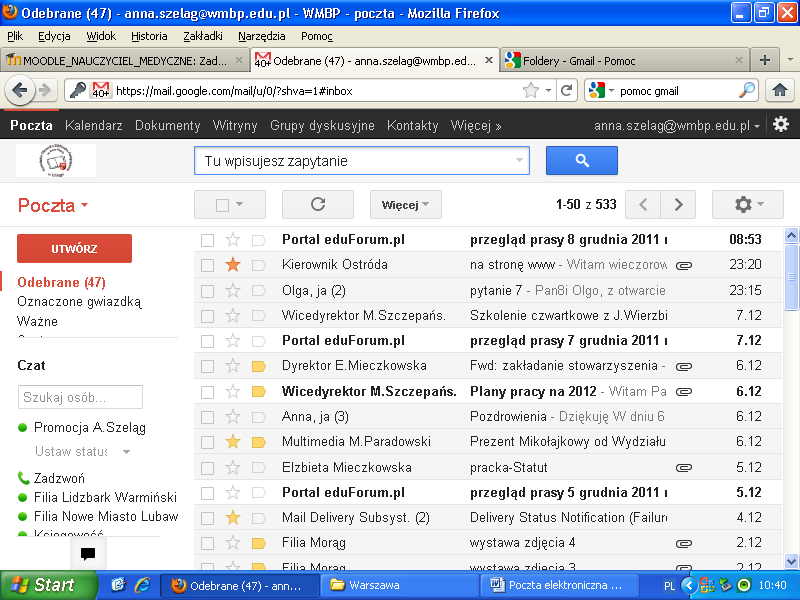 Odebrane (47) - anna.szelag@wmbp.edu.pl - WMBP - poczta - Mozilla Firefox
Plik Edycja Widok Historia Zakładki Narzędzia Pomoc
MOODLE_NAUCZYCIEL_MEDYCZNE: Zad... 40+ Odebrane (47) - anna.szelag@wmbp.ed... Foldery - Gmail - Pomoc
40+ https://mail.google.com/mail/u/0/?shva=1#inbox pomoc gmail
Poczta Kalendarz Dokumenty Witryny Grupy dyskusyjne Kontakty Więcej » anna.szelag@wmbp.edu.pl
Tu wpisujesz zapytanie
Poczta Więcej 1-50 z 533
UTWÓRZ
Odebrane (47)
Oznaczone gwiazdką
Ważne
Czat
Szukaj osób...
Promocja A.Szeląg
Ustaw status
Zadzwoń
Filia Lidzbark Warmiński
Filia Nowe Miasto Lubaw
Księgowość
Portal eduForum.pl przegląd prasy 8 grudnia 2011 r 08:53
Kierownik Ostróda na stronę www - Witam wieczorow 23:20
Olga, ja (2) pytanie 7 - Pan8i Olgo, z otwarcie 23:15
Wicedyrektor M.Szczepańs. Szkolenie czwartkowe z J.Wierzbi 7.12
Portal eduForum.pl przegląd prasy 7 grudnia 2011 r 7.12
Dyrektor E.Mieczkowska Fwd: zakładanie stowarzyszenia - 6.12
Wicedyrektor M.Szczepańs. Plany pracy na 2012 - Witam Pa 6.12
Anna, ja (3) Pozdrowienia - Dziękuję W dniu 6 6.12
Multimedia M.Paradowski Prezent Mikołajkowy od Wydziału 6.12
Elzbieta Mieczkowska pracka-Statut 5.12
Portal eduForum.pl przegląd prasy 5 grudnia 2011 r 5.12
Mail Delivery Subsyst. (2) Delivery Status Notification (Failure 4.12
Filia Morąg wystawa zdjęcia 4 2.12
Filia Morąg wystawa zdjęcia 3 2.12
Start Odebrane (47) - ann... Warszawa Poczta elektroniczna ... PL 10:40